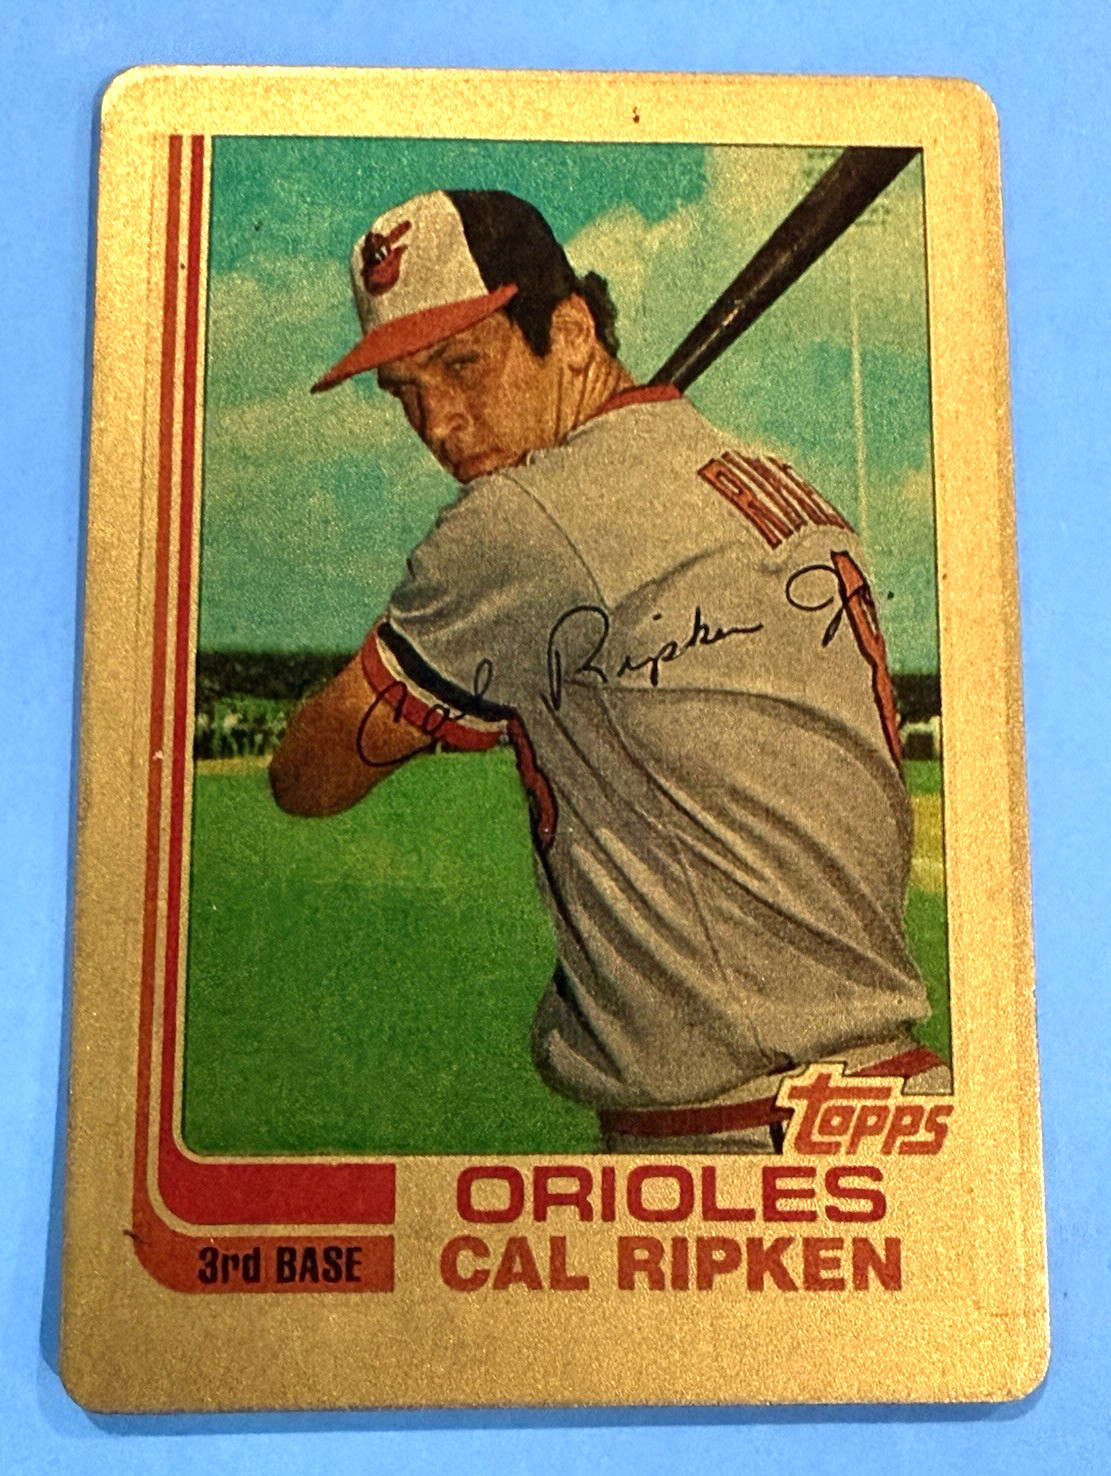 Cal Ripken Jr.
topps
ORIOLES
3rd BASE
CAL RIPKEN